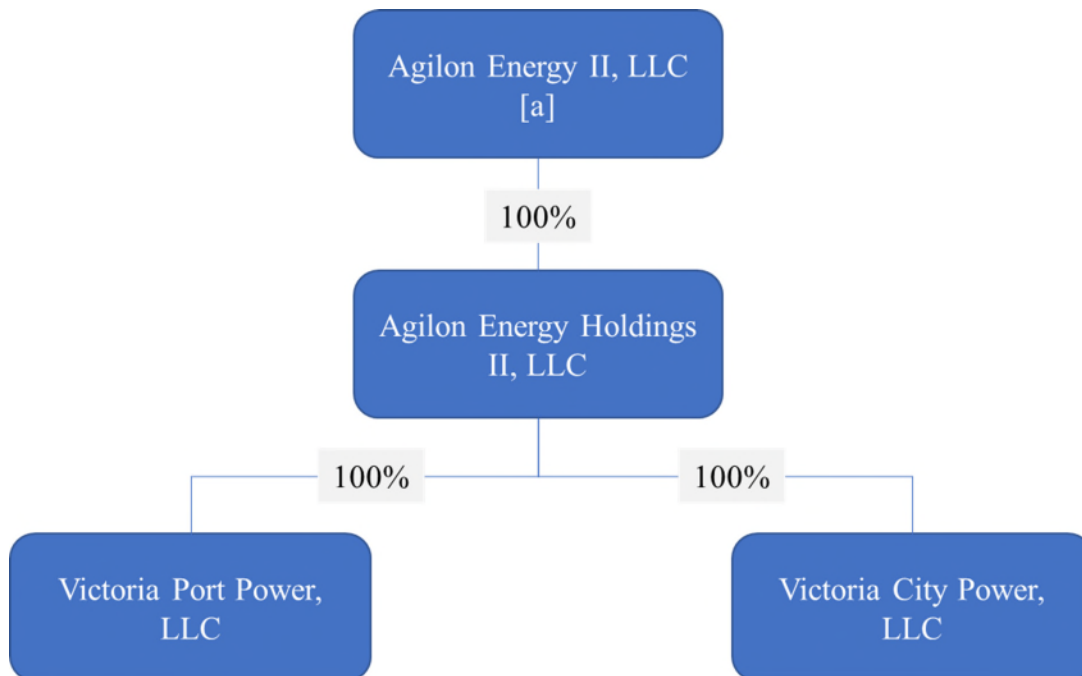 Agilon Energy II, LLC
[a]
100%
Agilon Energy Holdings
II, LLC
100%
100%
Victoria Port Power,
LLC
Victoria City Power,
LLC